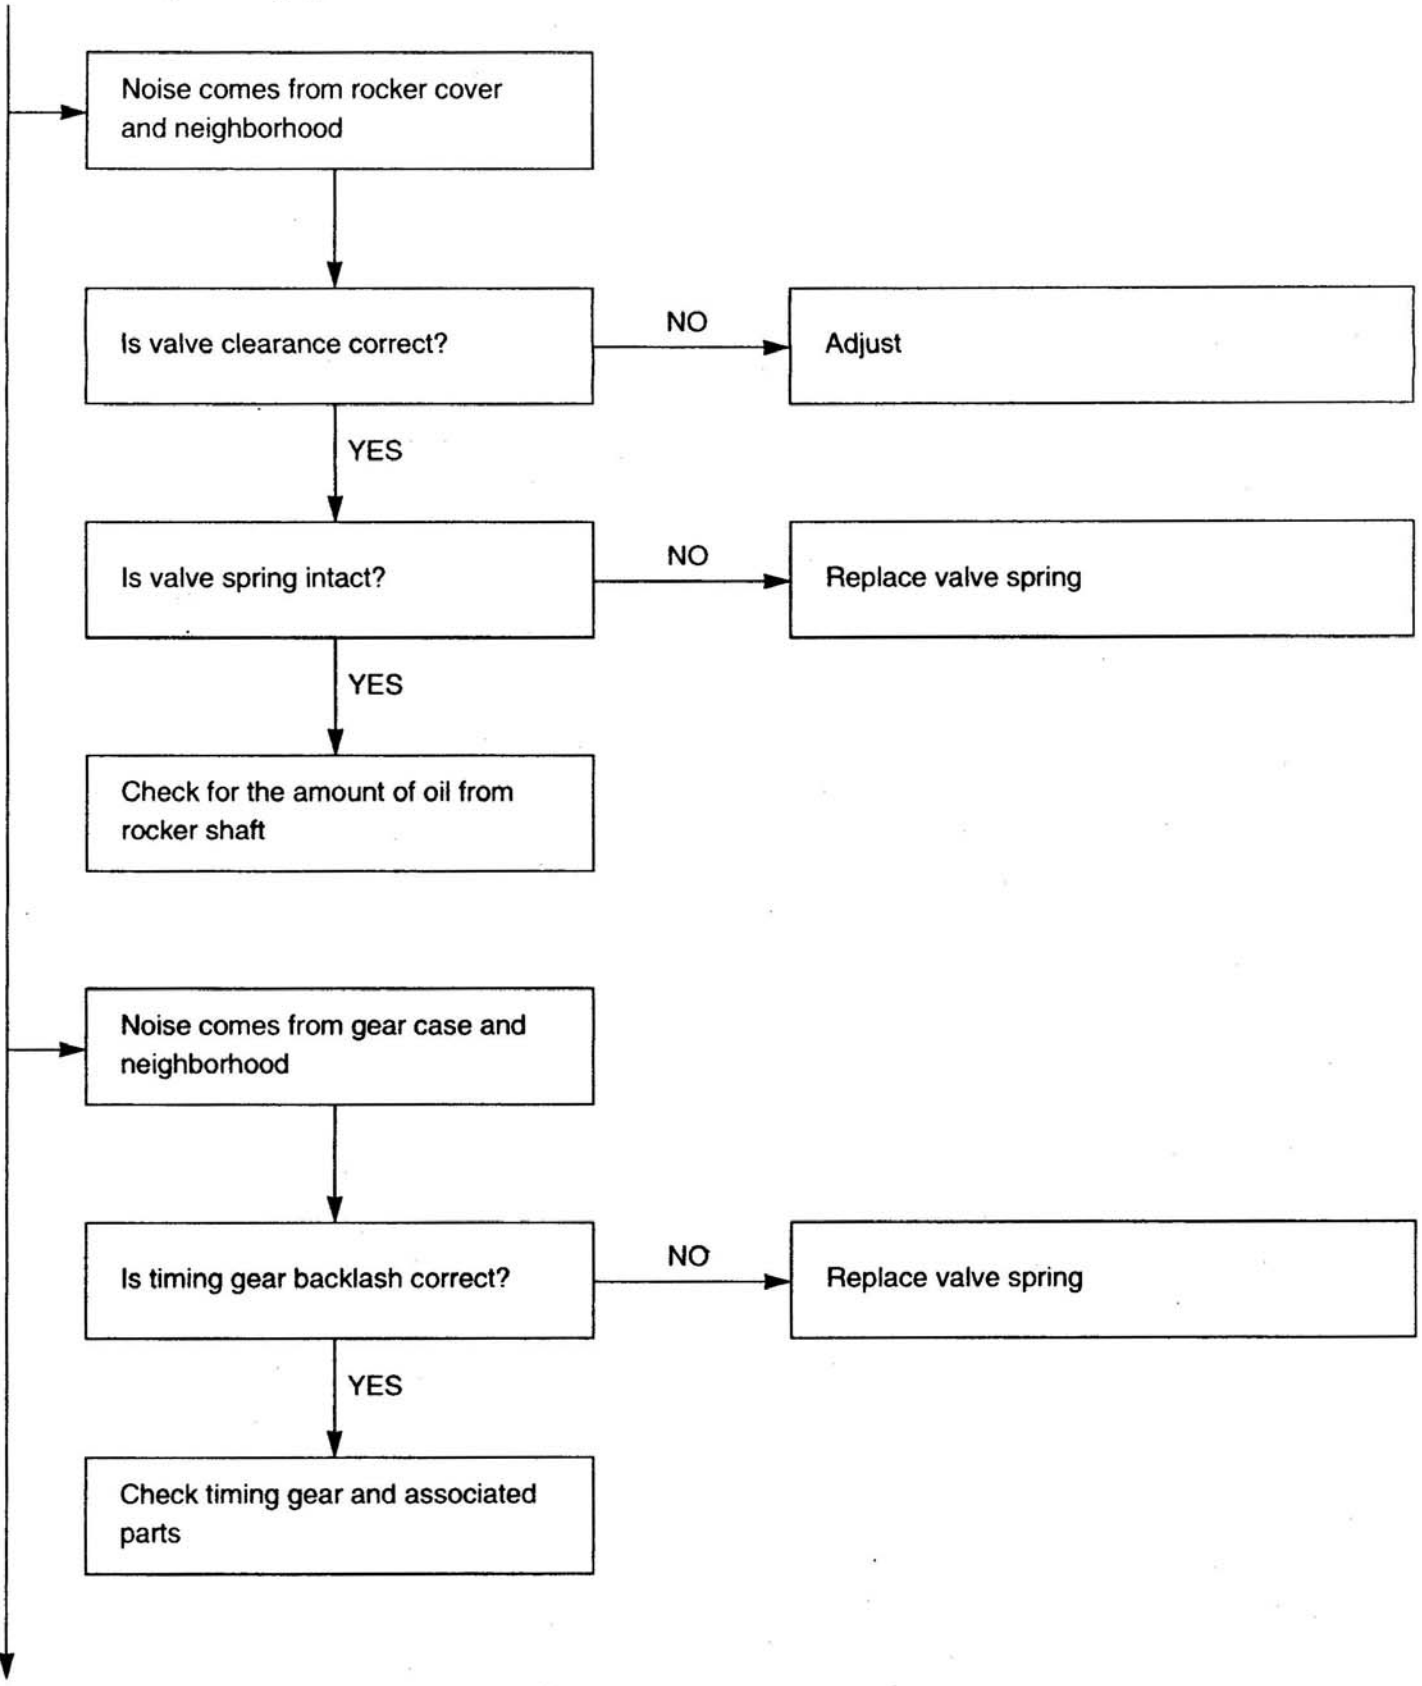 Noise comes from rocker cover
and neighborhood
Is valve clearance correct?
NO
Adjust
YES
Is valve spring intact?
NO
Replace valve spring
YES
Check for the amount of oil from
rocker shaft
Noise comes from gear case and
neighborhood
Is timing gear backlash correct?
NO
Replace valve spring
YES
Check timing gear and associated
parts